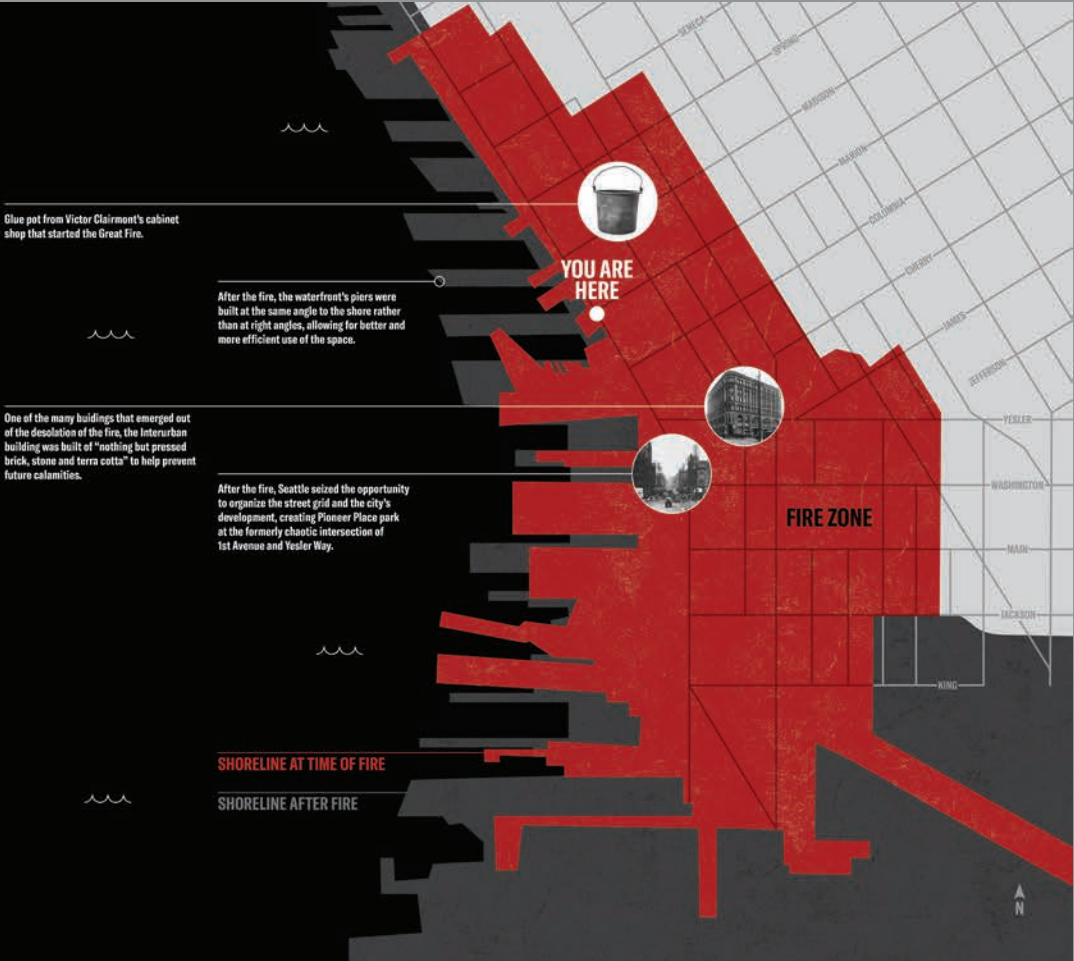 SENECA
SPRING
MADISON
MARION
COLUMBIA
CHERRY
JAMES
JEFFERSON
YESLER
WASHINGTON
MAIN
JACKSON
KING
Glue pot from Victor Clairmont's cabinet
shop that started the Great Fire.
YOU ARE
HERE
After the fire, the waterfront's piers were
built at the same angle to the shore rather
than at right angles, allowing for better and
more efficient use of the space.
One of the many buidings that emerged out
of the desolation of the fire, the Interurban
building was built of “nothing but pressed
brick, stone and terra cotta” to help prevent
future calamities.
After the fire, Seattle seized the opportunity
to organize the street grid and the city's
development, creating Pioneer Place park
at the formerly chaotic intersection of
1st Avenue and Yesler Way.
FIRE ZONE
SHORELINE AT TIME OF FIRE
SHORELINE AFTER FIRE
N